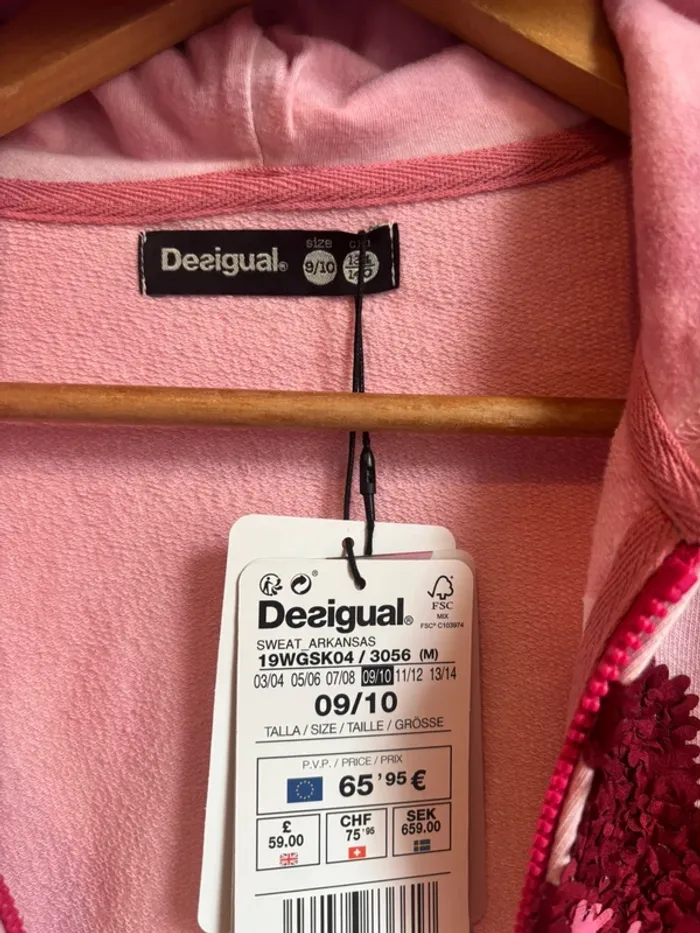 Desigual®
size
9/10
Desigual®
FSC
MIX
FSC® C103974
SWEAT_ARKANSAS
19WGSK04 / 3056 (M)
03/04 05/06 07/08 09/10 11/12 13/14
09/10
TALLA / SIZE / TAILLE / GRÖSSE
P.V.P. / PRICE / PRIX
65'95 €
£
59.00
CHF
75'95
SEK
659.00